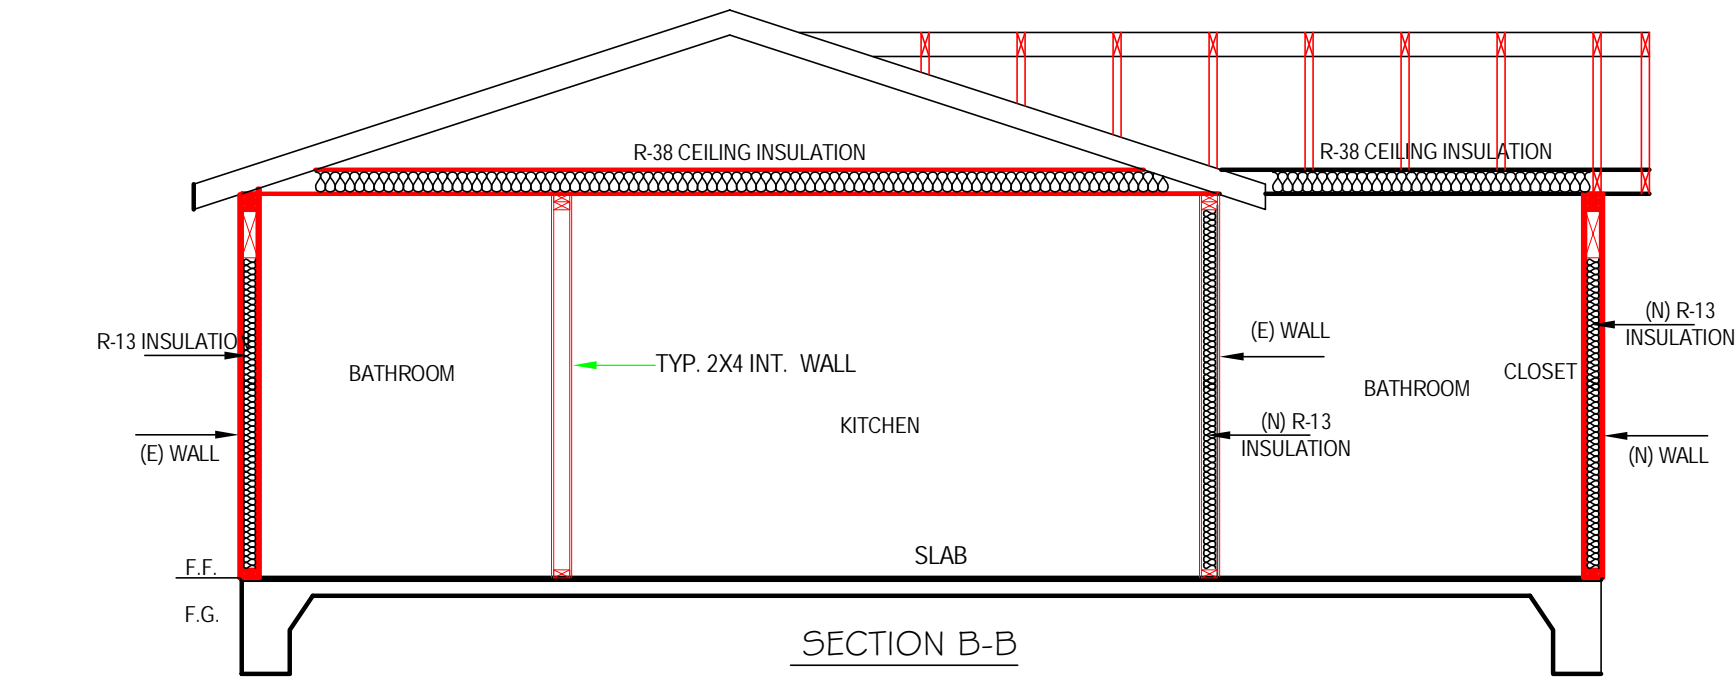 R-38 CEILING INSULATION
R-38 CEILING INSULATION
R-13 INSULATIO
(E) WALL
BATHROOM
TYP. 2X4 INT. WALL
KITCHEN
(E) WALL
(N) R-13
INSULATION
BATHROOM
CLOSET
(N) R-13
INSULATION
(N) WALL
SLAB
F.F.
F.G.
SECTION B-B